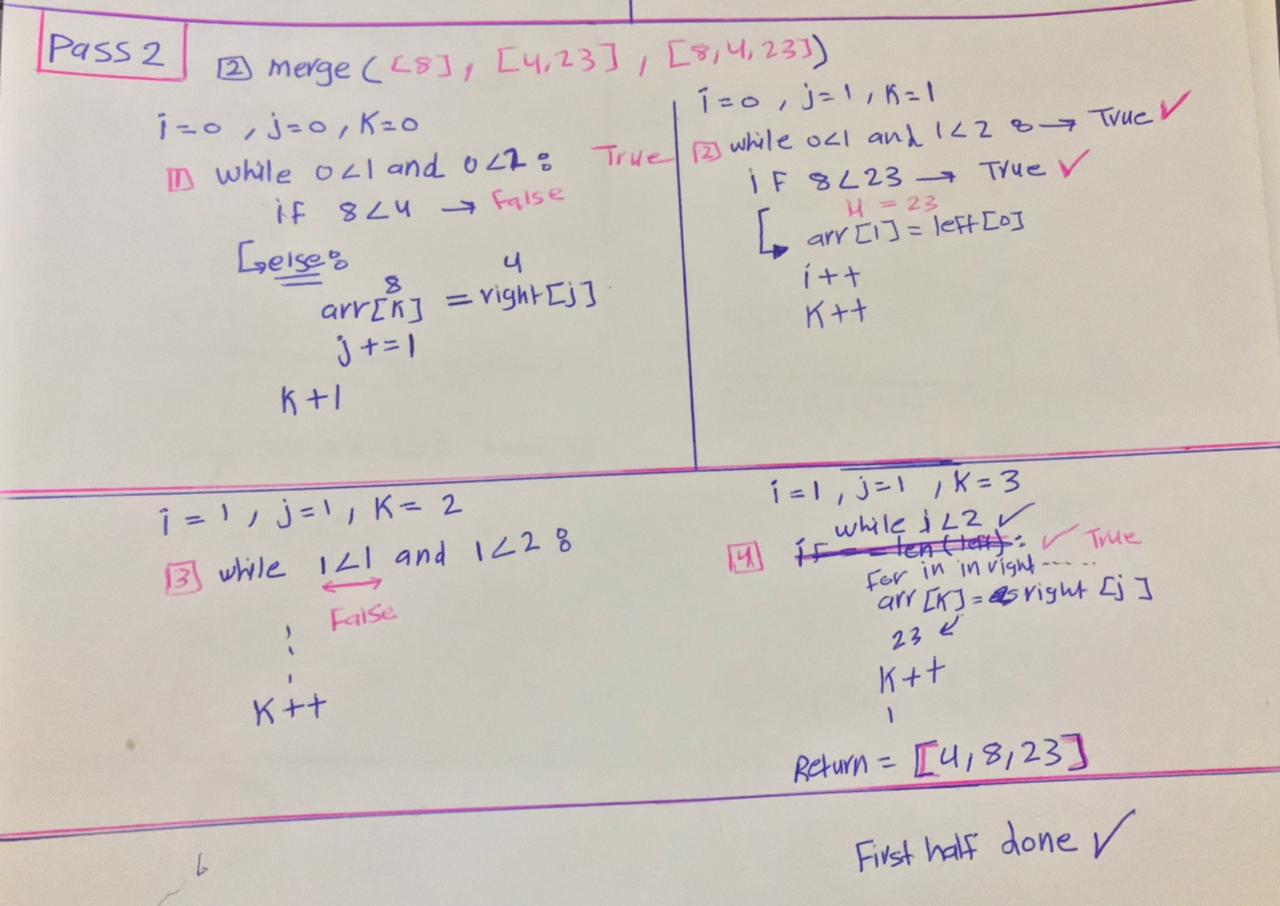 Pass 2
[2] merge ([8], [4,23], [8,4,23])
i=0, j=0, K=0
[1] while 0<1 and 0<2: True
if 8<4 → False
else:
8 4
arr[K] = right[j]
j+=1
K+1
i=0, j=1, K=1
[2] while 0<1 and 1<2 : → True ✓
if 8<23 → True ✓
4 = 23
arr[1] = left[0]
i++
K++
i=1, j=1, K=2
[3] while 1<1 and 1<2:
False
K++
i=1, j=1, K=3
while j<2 ✓
[4] len(left): ✓ True
For in in right ......
arr[K] = right [j]
23 ↙
K++
Return = [4,8,23]
First half done ✓